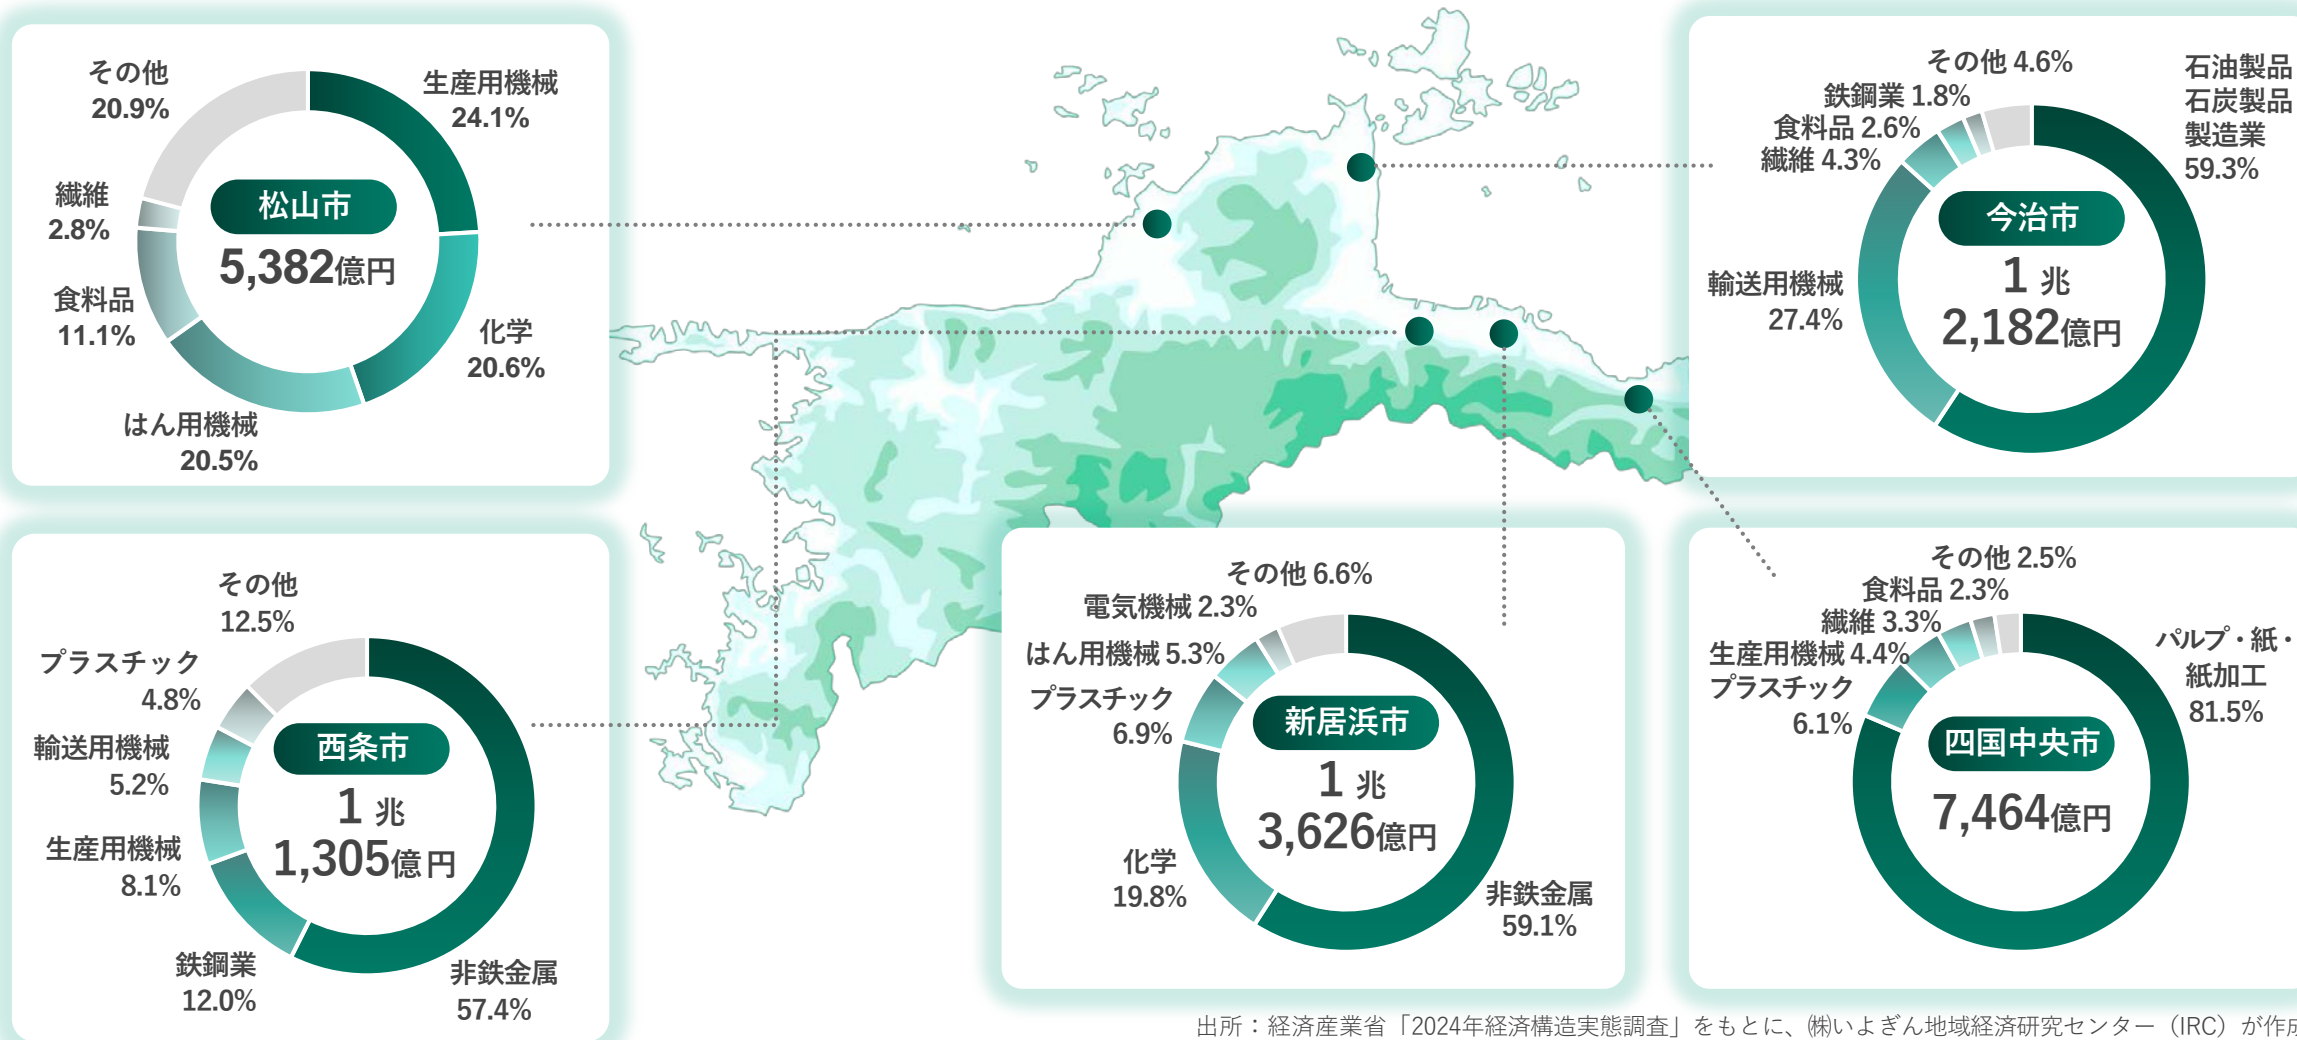 その他
20.9%
生産用機械
24.1%
繊維
2.8%
松山市
5,382億円
食料品
11.1%
化学
20.6%
はん用機械
20.5%
その他 4.6%
鉄鋼業 1.8%
食料品 2.6%
繊維 4.3%
石油製品
石炭製品
製造業
59.3%
今治市
1 兆
2,182億円
輸送用機械
27.4%
その他
12.5%
プラスチック
4.8%
輸送用機械
5.2%
西条市
1 兆
1,305億円
生産用機械
8.1%
鉄鋼業
12.0%
非鉄金属
57.4%
その他 6.6%
電気機械 2.3%
はん用機械 5.3%
プラスチック
6.9%
新居浜市
1 兆
3,626億円
化学
19.8%
非鉄金属
59.1%
その他 2.5%
食料品 2.3%
繊維 3.3%
生産用機械 4.4%
プラスチック
6.1%
パルプ・紙・
紙加工
81.5%
四国中央市
7,464億円
出所：経済産業省「2024年経済構造実態調査」をもとに、㈱いよぎん地域経済研究センター（IRC）が作成